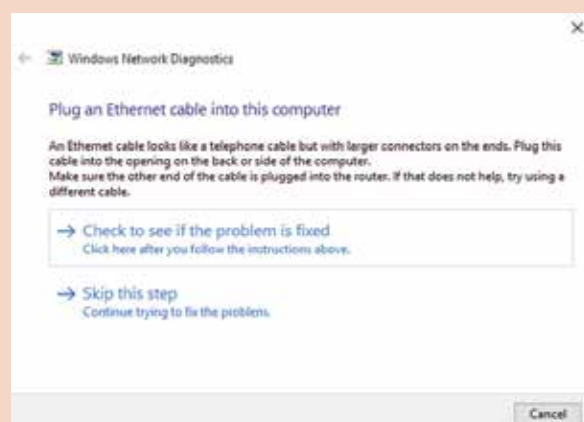 Windows Network Diagnostics
Plug an Ethernet cable into this computer
An Ethernet cable looks like a telephone cable but with larger connectors on the ends. Plug this
cable into the opening on the back or side of the computer.
Make sure the other end of the cable is plugged into the router. If that does not help, try using a
different cable.
→ Check to see if the problem is fixed
Click here after you follow the instructions above.
→ Skip this step
Continue trying to fix the problem.
Cancel